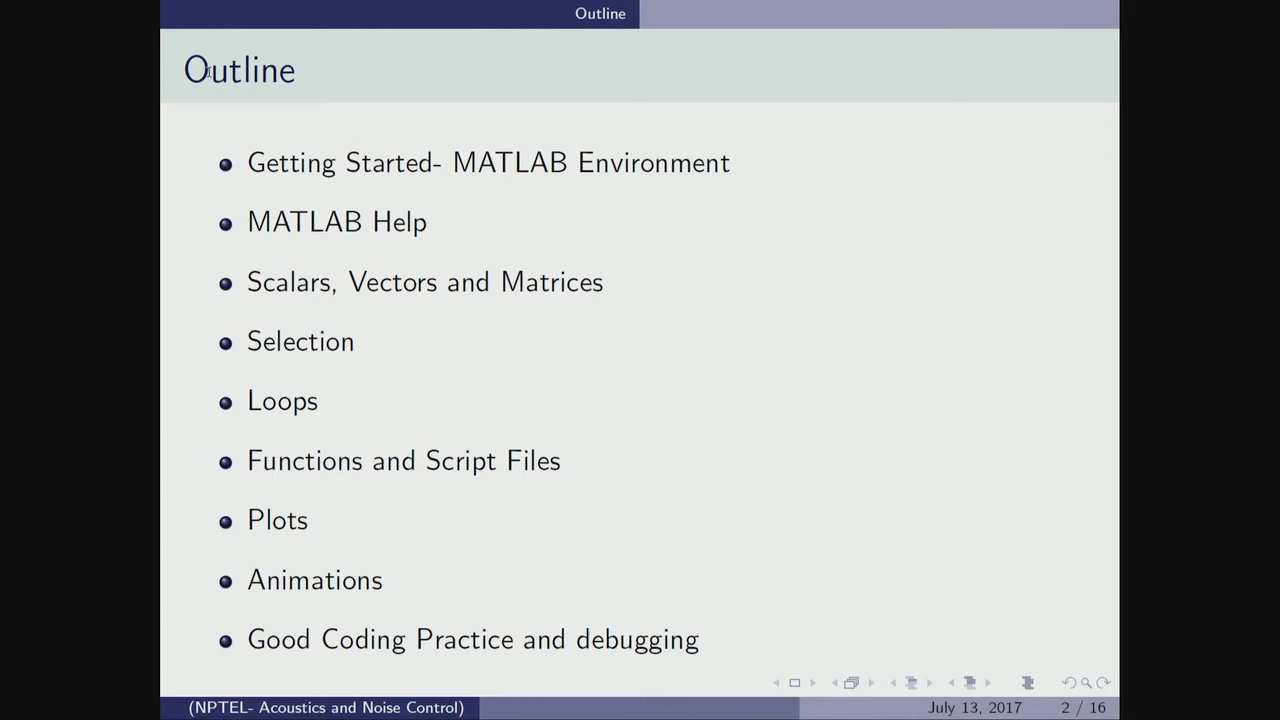 Outline
Outline
Getting Started- MATLAB Environment
MATLAB Help
Scalars, Vectors and Matrices
Selection
Loops
Functions and Script Files
Plots
Animations
Good Coding Practice and debugging
(NPTEL- Acoustics and Noise Control) July 13, 2017 2 / 16